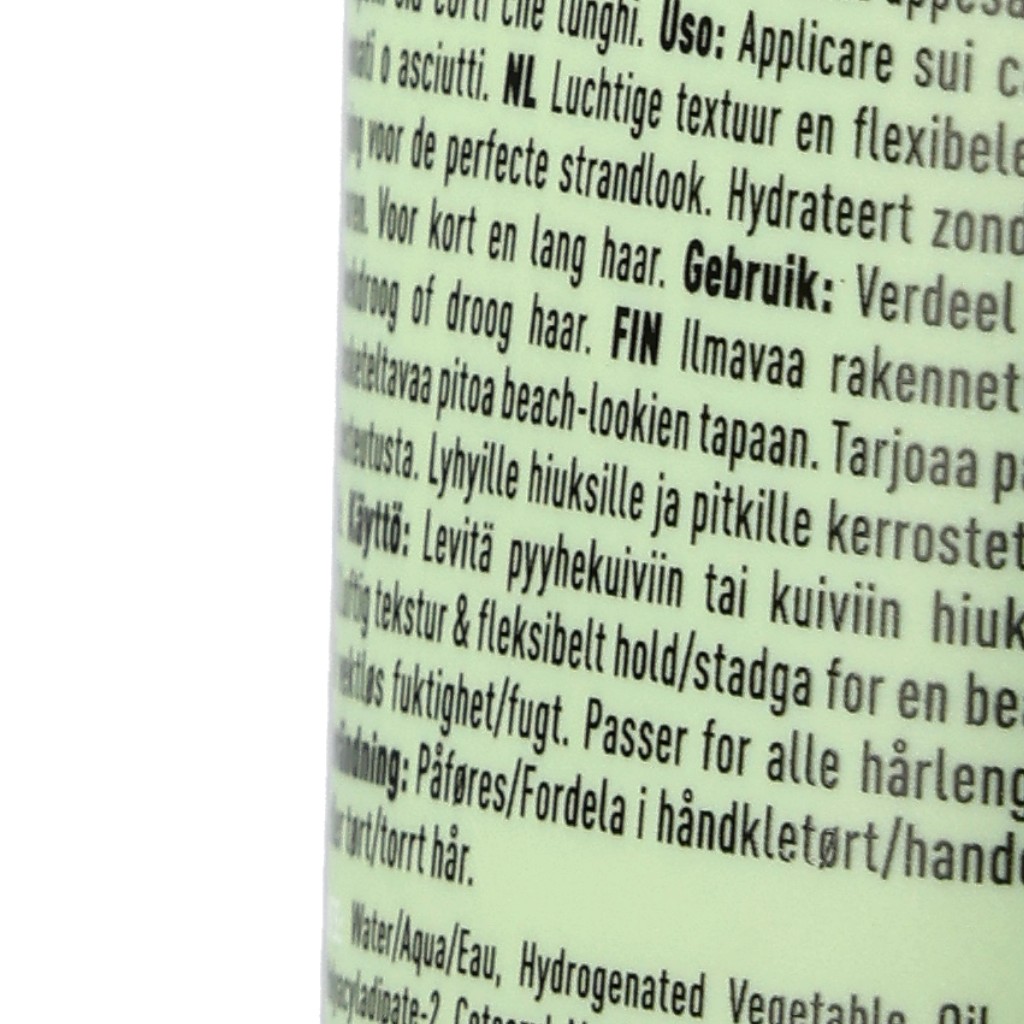 corti che lunghi. Uso: Applicare sui
o asciutti. NL Luchtige textuur en flexibele
voor de perfecte strandlook. Hydrateert
Voor kort en lang haar. Gebruik: Verdeel
of droog haar. FIN Ilmavaa rakennet
pitoa beach-lookien tapaan. Tarjoaa
Lyhyille hiuksille ja pitkille kerrostet
Käyttö: Levitä pyyhekuiviin tai kuiviin hiuk
tekstur & fleksibelt hold/stadga for en be
fuktighet/fugt. Passer for alle hårleng
Påføres/Fordela i håndkletørt/hand
tørt/torrt hår.
Water/Aqua/Eau, Hydrogenated Vegetable Oil